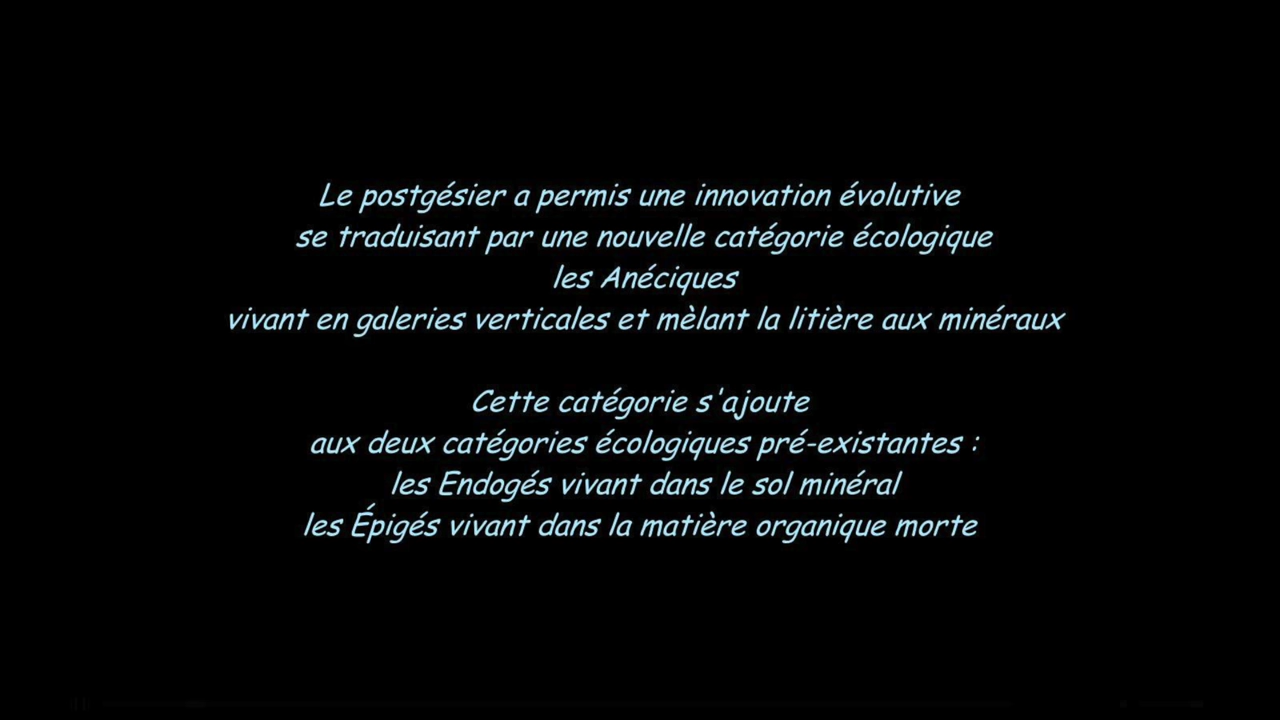 Le postgésier a permis une innovation évolutive
se traduisant par une nouvelle catégorie écologique
les Anéciques
vivant en galeries verticales et mèlant la litière aux minéraux
Cette catégorie s'ajoute
aux deux catégories écologiques pré-existantes :
les Endogés vivant dans le sol minéral
les Épigés vivant dans la matière organique morte